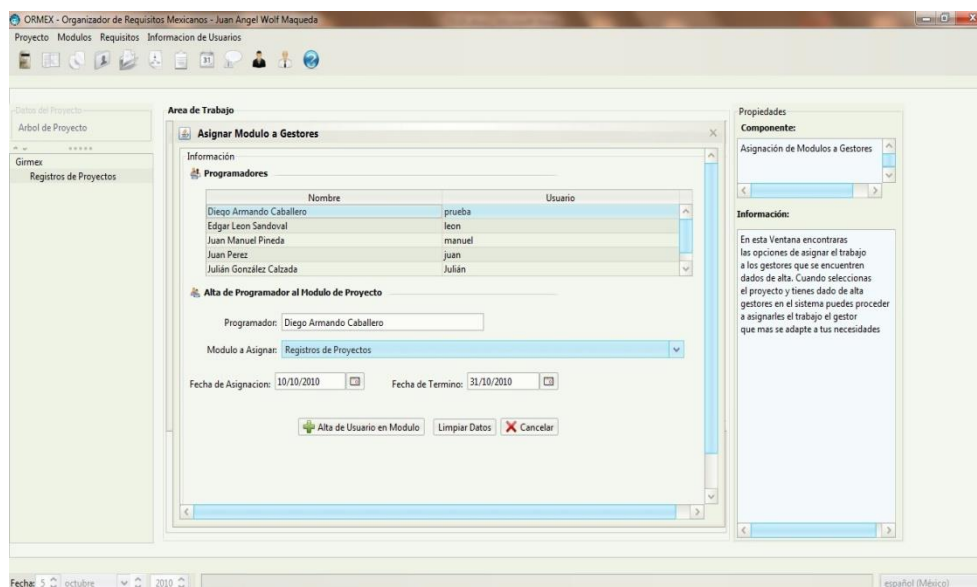 ORMEX - Organizador de Requisitos Mexicanos - Juan Angel Wolf Maqueda
Proyecto Modulos Requisitos Informacion de Usuarios
31
Datos del Proyecto
Arbol de Proyecto
Girmex
Registros de Proyectos
Area de Trabajo
Asignar Modulo a Gestores
Información
Programadores
Nombre Usuario
Diego Armando Caballero prueba
Edgar Leon Sandoval leon
Juan Manuel Pineda manuel
Juan Perez juan
Julián González Calzada Julián
Alta de Programador al Modulo de Proyecto
Programador: Diego Armando Caballero
Modulo a Asignar: Registros de Proyectos
Fecha de Asignacion: 10/10/2010 Fecha de Termino: 31/10/2010
Alta de Usuario en Modulo Limpiar Datos Cancelar
Propiedades
Componente:
Asignación de Modulos a Gestores
Información:
En esta Ventana encontraras
las opciones de asignar el trabajo
a los gestores que se encuentren
dados de alta. Cuando seleccionas
el proyecto y tienes dado de alta
gestores en el sistema puedes proceder
a asignarles el trabajo el gestor
que mas se adapte a tus necesidades
Fecha: 5 octubre 2010 español (México)